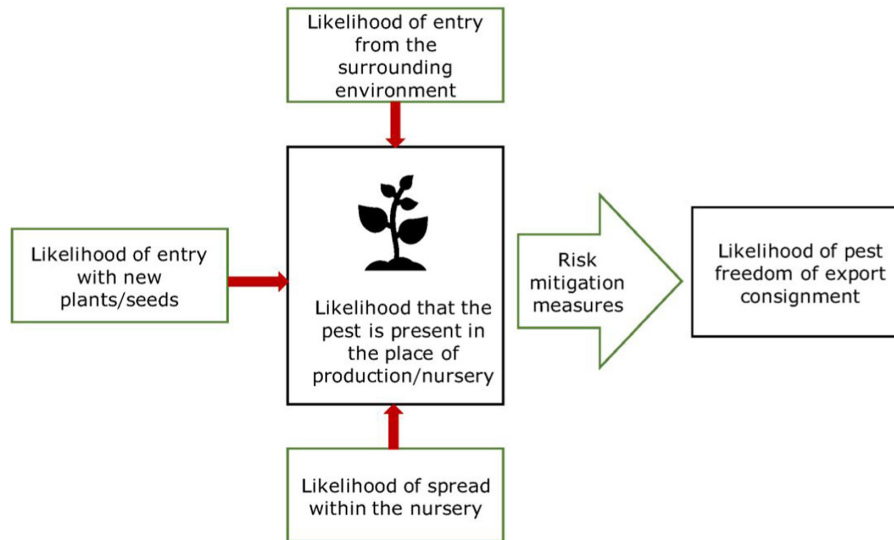 Likelihood of entry
from the
surrounding
environment
Likelihood of entry
with new
plants/seeds
Likelihood that the
pest is present in
the place of
production/nursery
Risk
mitigation
measures
Likelihood of pest
freedom of export
consignment
Likelihood of spread
within the nursery